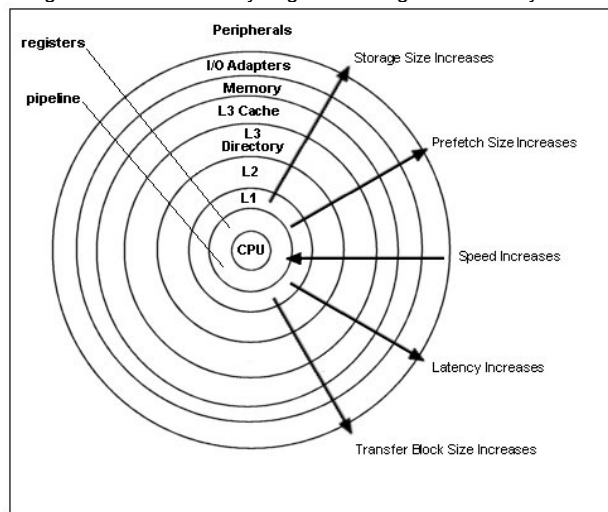 Peripherals
registers
I/O Adapters
Storage Size Increases
Memory
pipeline
L3 Cache
L3
Directory
Prefetch Size Increases
L2
L1
CPU
Speed Increases
Latency Increases
Transfer Block Size Increases